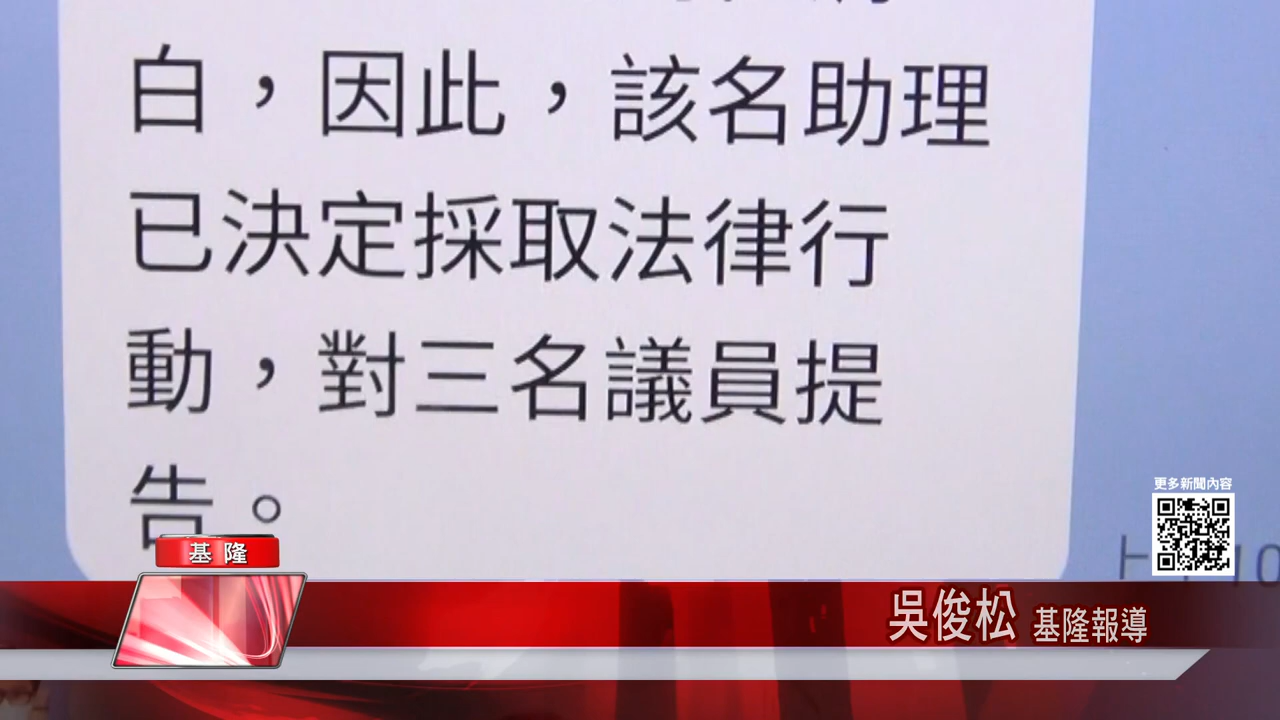 白，因此，該名助理
已決定採取法律行
動，對三名議員提
告。
更多新聞內容
基隆
吳俊松 基隆報導